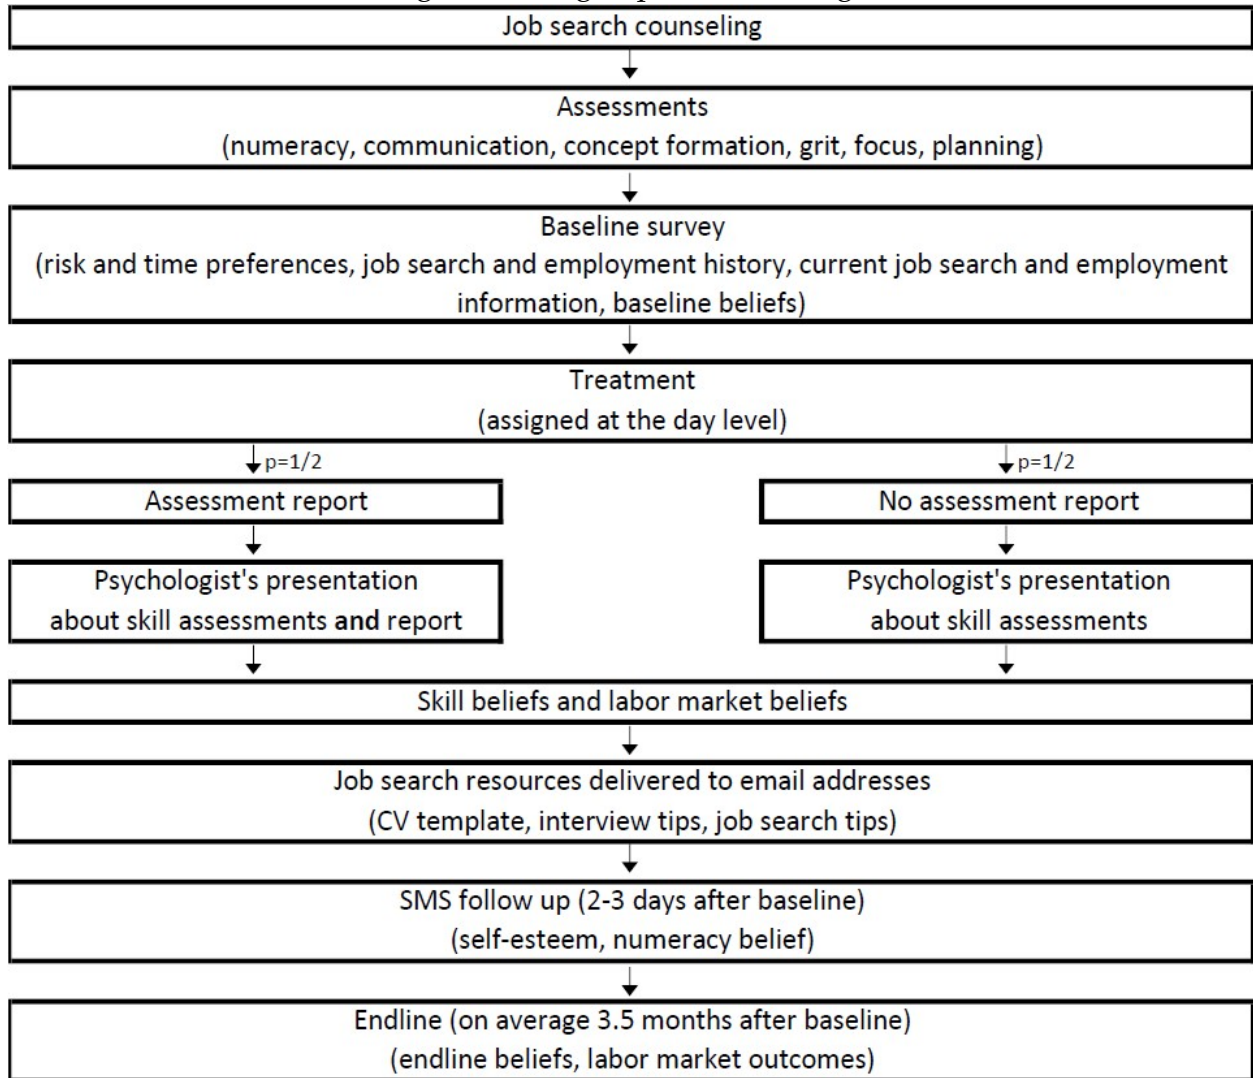 Job search counseling
Assessments
(numeracy, communication, concept formation, grit, focus, planning)
Baseline survey
(risk and time preferences, job search and employment history, current job search and employment
information, baseline beliefs)
Treatment
(assigned at the day level)
p=1/2
p=1/2
Assessment report
No assessment report
Psychologist's presentation
about skill assessments and report
Psychologist's presentation
about skill assessments
Skill beliefs and labor market beliefs
Job search resources delivered to email addresses
(CV template, interview tips, job search tips)
SMS follow up (2-3 days after baseline)
(self-esteem, numeracy belief)
Endline (on average 3.5 months after baseline)
(endline beliefs, labor market outcomes)